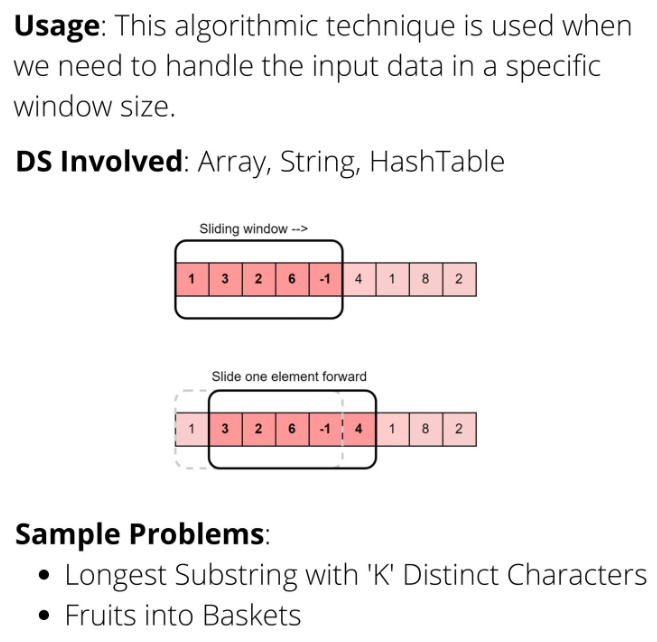 Usage: This algorithmic technique is used when
we need to handle the input data in a specific
window size.
DS Involved: Array, String, HashTable
Sliding window -->
1 3 2 6 -1 4 1 8 2
Slide one element forward
1 3 2 6 -1 4 1 8 2
Sample Problems:
• Longest Substring with 'K' Distinct Characters
• Fruits into Baskets